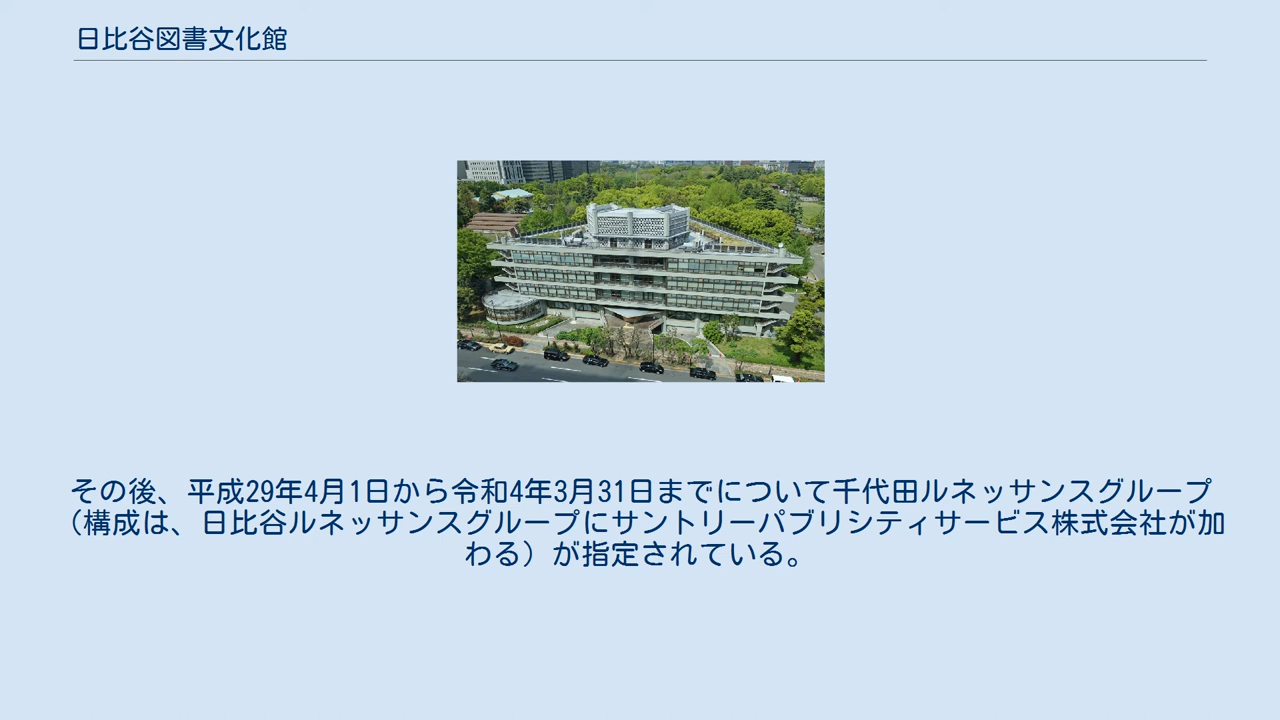 日比谷図書文化館
その後、平成29年4月1日から令和4年3月31日までについて千代田ルネッサンスグループ
（構成は、日比谷ルネッサンスグループにサントリーパブリシティサービス株式会社が加
わる）が指定されている。